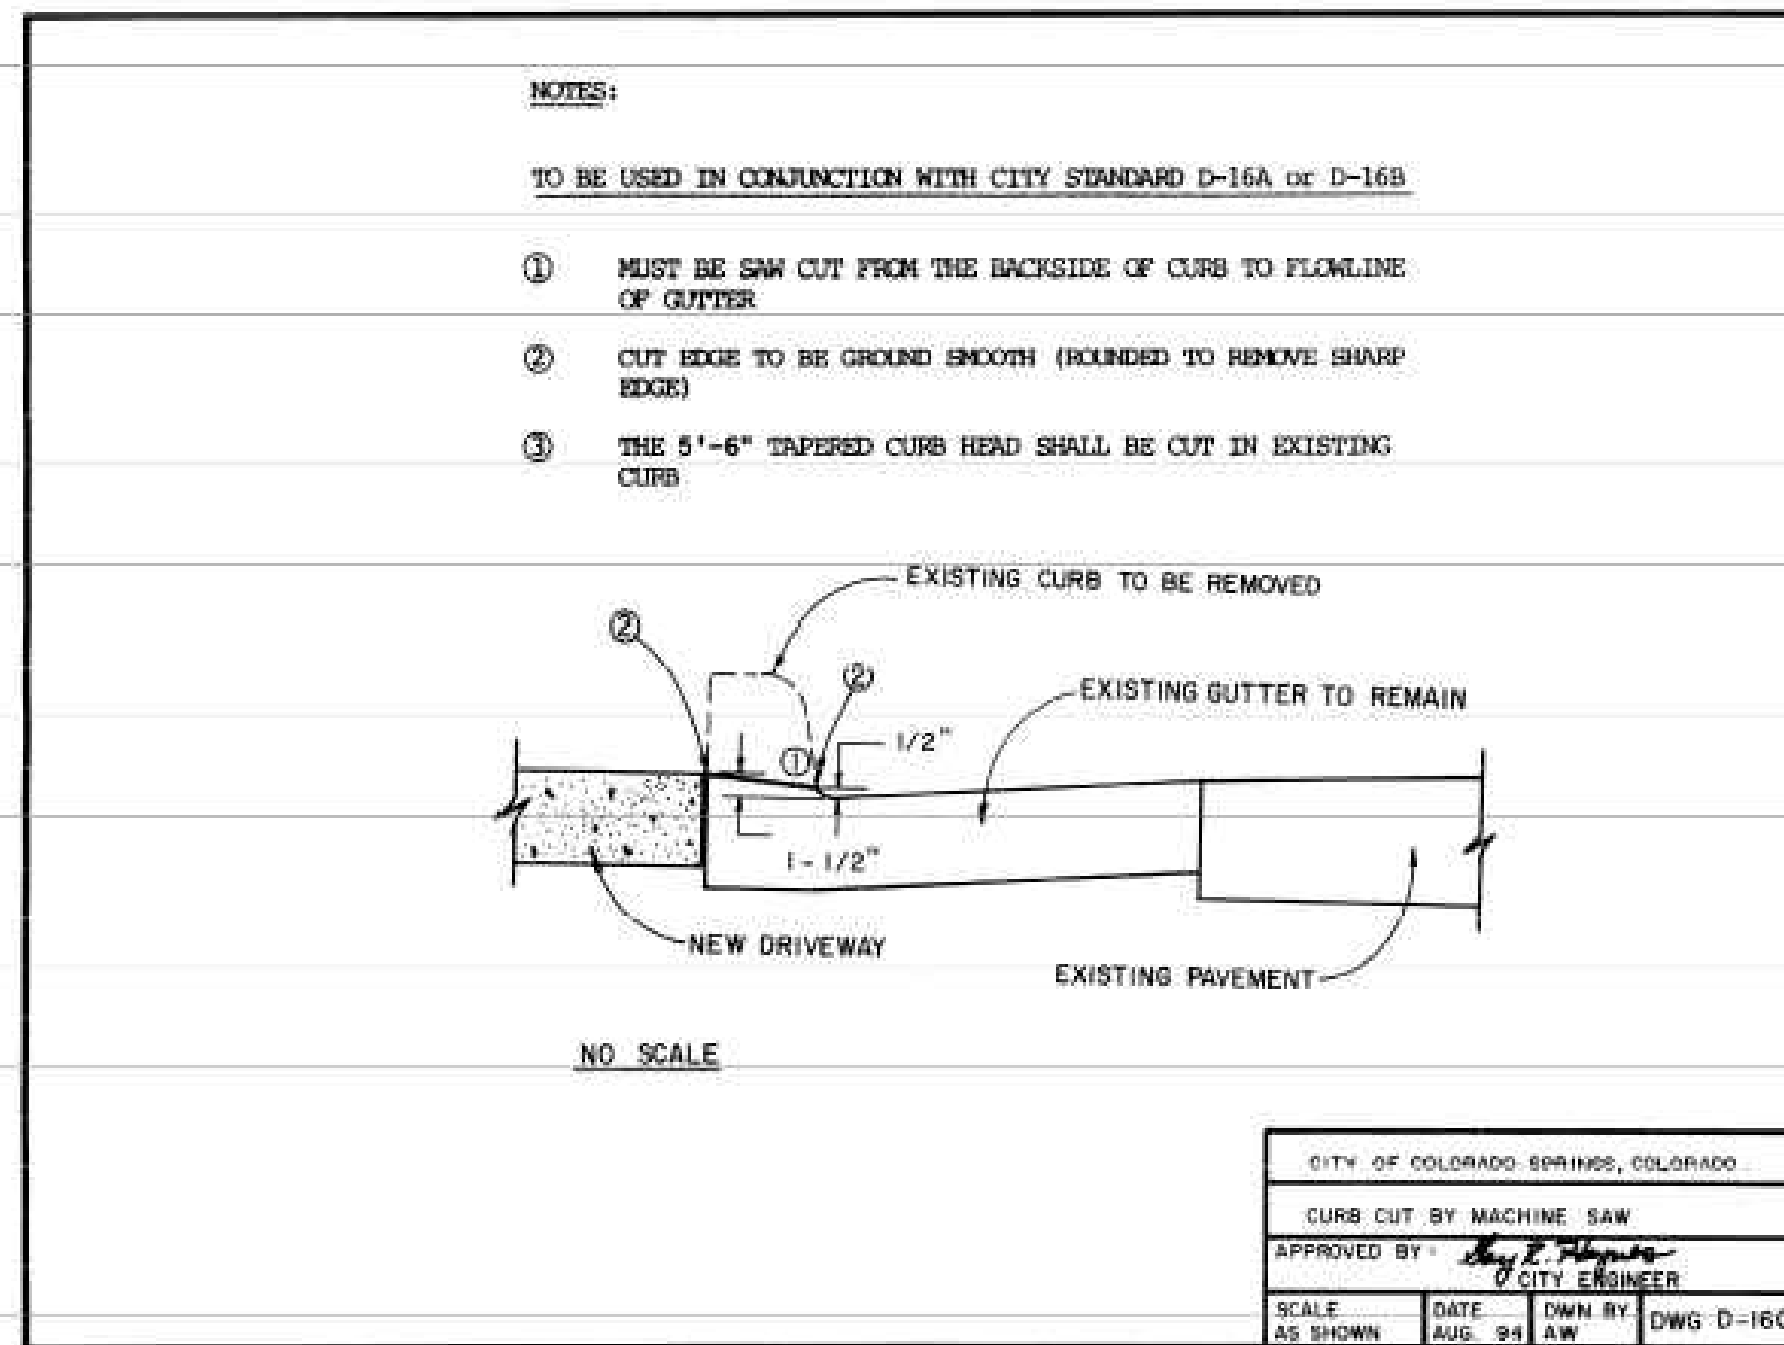 NOTES:
TO BE USED IN CONJUNCTION WITH CITY STANDARD D-16A or D-16B
① MUST BE SAW CUT FROM THE BACKSIDE OF CURB TO FLOWLINE
OF GUTTER
② CUT EDGE TO BE GROUND SMOOTH (ROUNDED TO REMOVE SHARP
EDGE)
③ THE 5'-6" TAPERED CURB HEAD SHALL BE CUT IN EXISTING
CURB
EXISTING CURB TO BE REMOVED
②
(2)
EXISTING GUTTER TO REMAIN
1/2"
①
1-1/2"
NEW DRIVEWAY
EXISTING PAVEMENT
NO SCALE
CITY OF COLORADO SPRINGS, COLORADO
CURB CUT BY MACHINE SAW
APPROVED BY:
CITY ENGINEER
SCALE
AS SHOWN
DATE
AUG. 94
DWN BY
AW
DWG D-16C